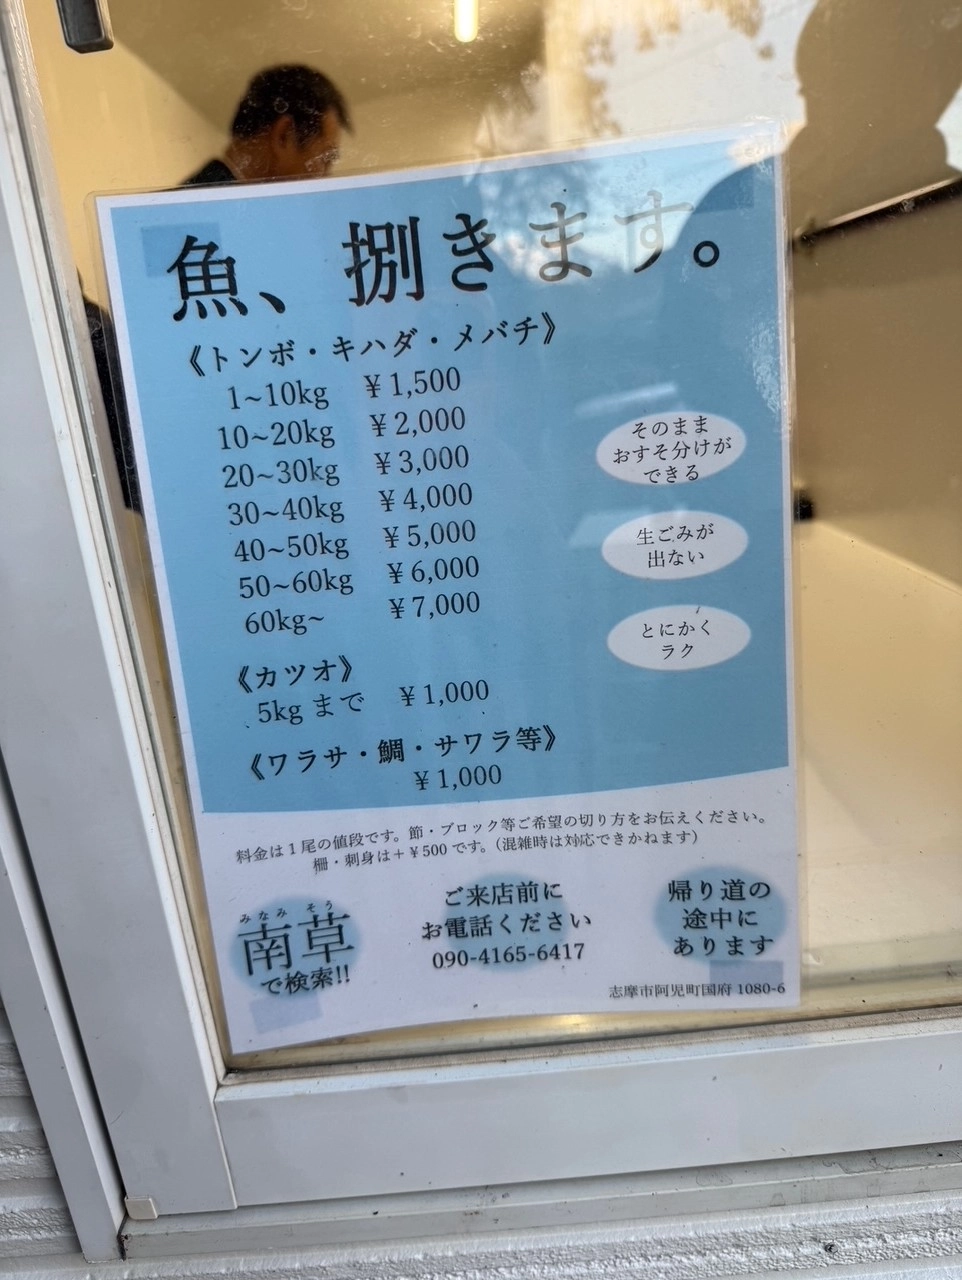 魚、捌きます。
《トンボ・キハダ・メバチ》
1~10kg ¥1,500
10~20kg ¥2,000
20~30kg ¥3,000
30~40kg ¥4,000
40~50kg ¥5,000
50~60kg ¥6,000
60kg~ ¥7,000
そのまま
おすそ分けが
できる
生ごみが
出ない
とにかく
ラク
《カツオ》
5kgまで ¥1,000
《ワラサ・鯛・サワラ等》
¥1,000
料金は1尾の値段です。節・ブロック等ご希望の切り方をお伝えください。
柵・刺身は+¥500です。(混雑時は対応できかねます)
みなみ そう
南草
で検索!!
ご来店前に
お電話ください
090-4165-6417
帰り道の
途中に
あります
志摩市阿児町国府 1080-6